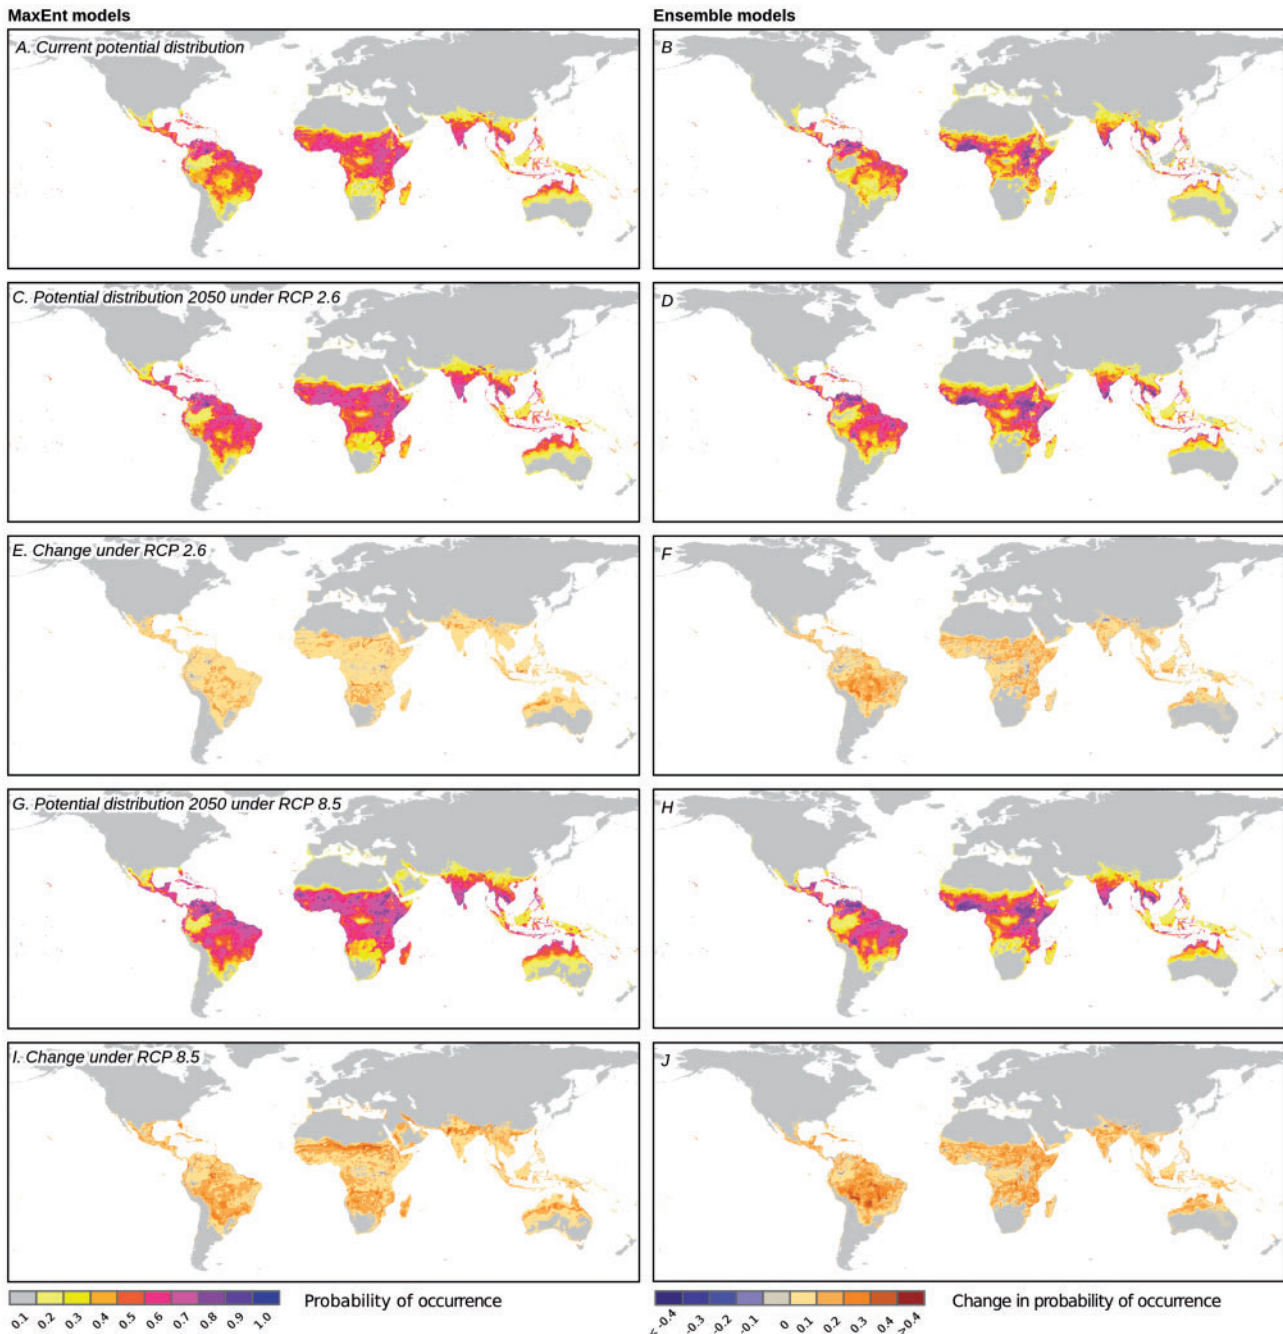 MaxEnt models
Ensemble models
A. Current potential distribution
B
C. Potential distribution 2050 under RCP 2.6
D
E. Change under RCP 2.6
F
G. Potential distribution 2050 under RCP 8.5
H
I. Change under RCP 8.5
J
0.1 0.2 0.3 0.4 0.5 0.6 0.7 0.8 0.9 1.0
Probability of occurrence
< -0.4 -0.3 -0.2 -0.1 0 0.1 0.2 0.3 0.4 >0.4
Change in probability of occurrence